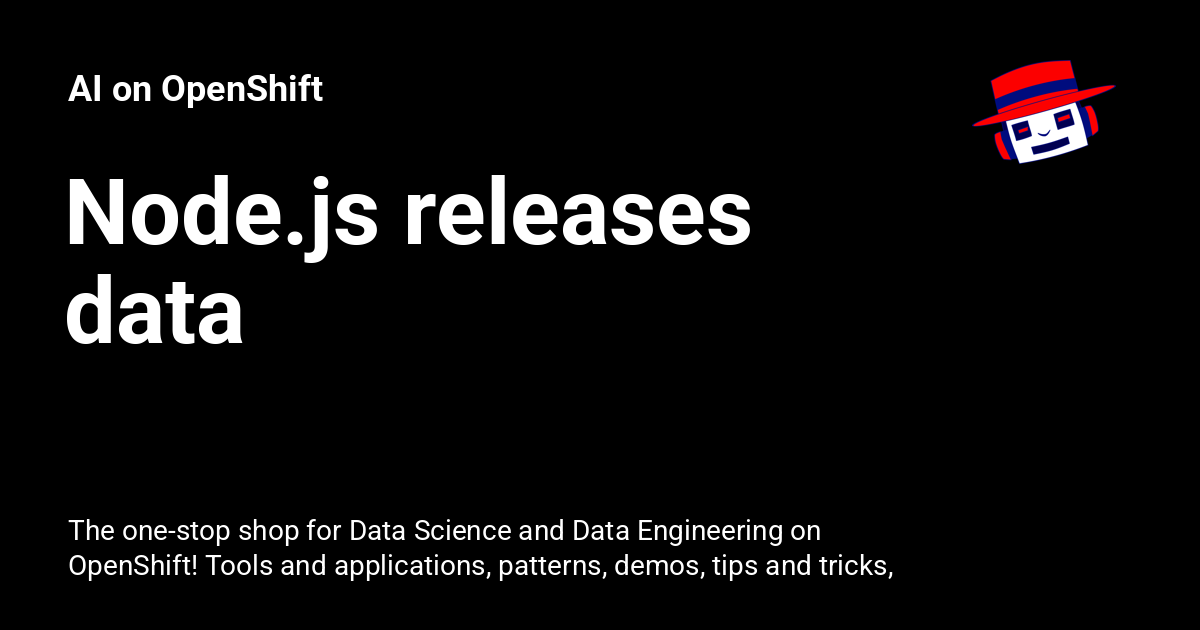 AI on OpenShift
Node.js releases
data
The one-stop shop for Data Science and Data Engineering on
OpenShift! Tools and applications, patterns, demos, tips and tricks,